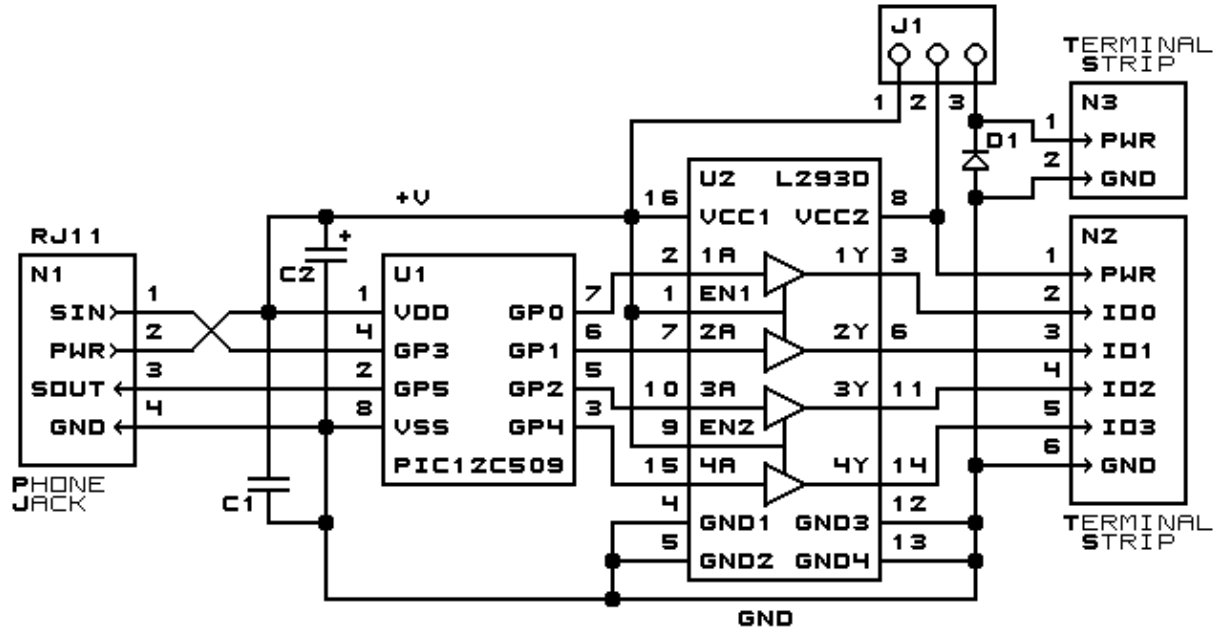 J1
1 2 3
TERMINAL
STRIP
N3
1 PWR
2 GND
D1
U2 L293D
16 VCC1 VCC2 8
+V
RJ11
N1
SIN 1
PWR 2
SOUT 3
GND 4
PHONE
JACK
C2 +
C1
U1
1 VDD GP0 7
4 GP3 GP1 6
2 GP5 GP2 5
8 VSS GP4 3
PIC12C509
2 1A 1Y 3
1 EN1
7 2A 2Y 6
10 3A 3Y 11
9 EN2
15 4A 4Y 14
4 GND1 GND3 12
5 GND2 GND4 13
N2
1 PWR
2 IO0
3 IO1
4 IO2
5 IO3
6 GND
TERMINAL
STRIP
GND